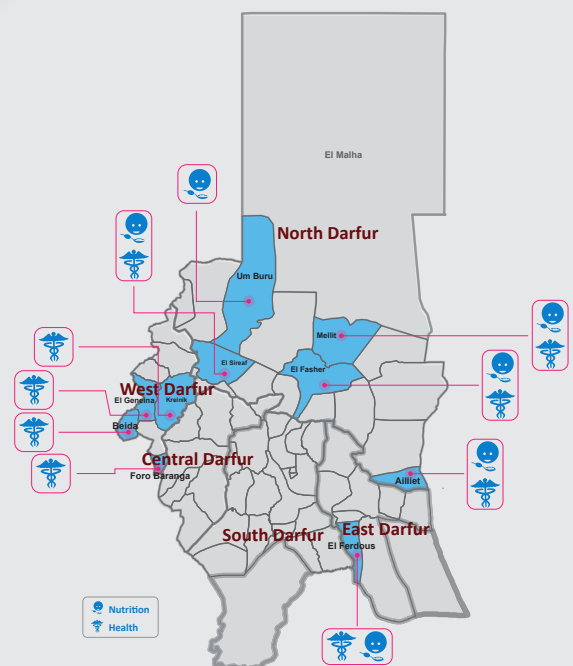 El Malha
North Darfur
Um Buru
Mellit
El Sireaf
El Fasher
West Darfur
El Geneina
Kreinik
Beida
Central Darfur
Foro Baranga
Ailliet
South Darfur
East Darfur
El Ferdous
Nutrition
Health